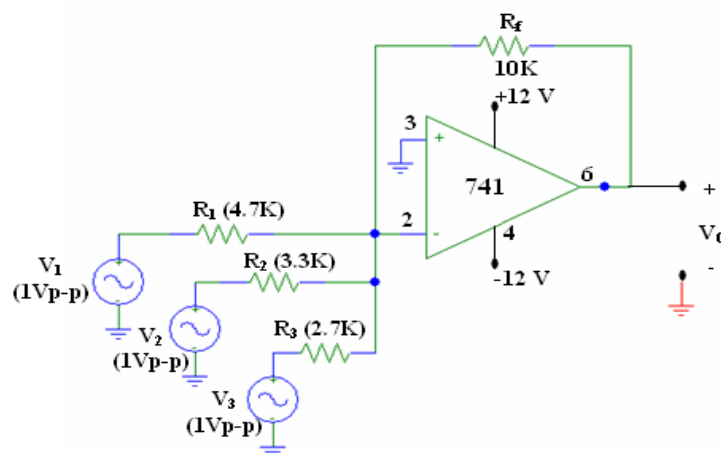 Rf
10K
+12 V
3
+
741
6
+
2
-
4
-12 V
V0
-
R1 (4.7K)
V1
(1Vp-p)
R2 (3.3K)
V2
(1Vp-p)
R3 (2.7K)
V3
(1Vp-p)